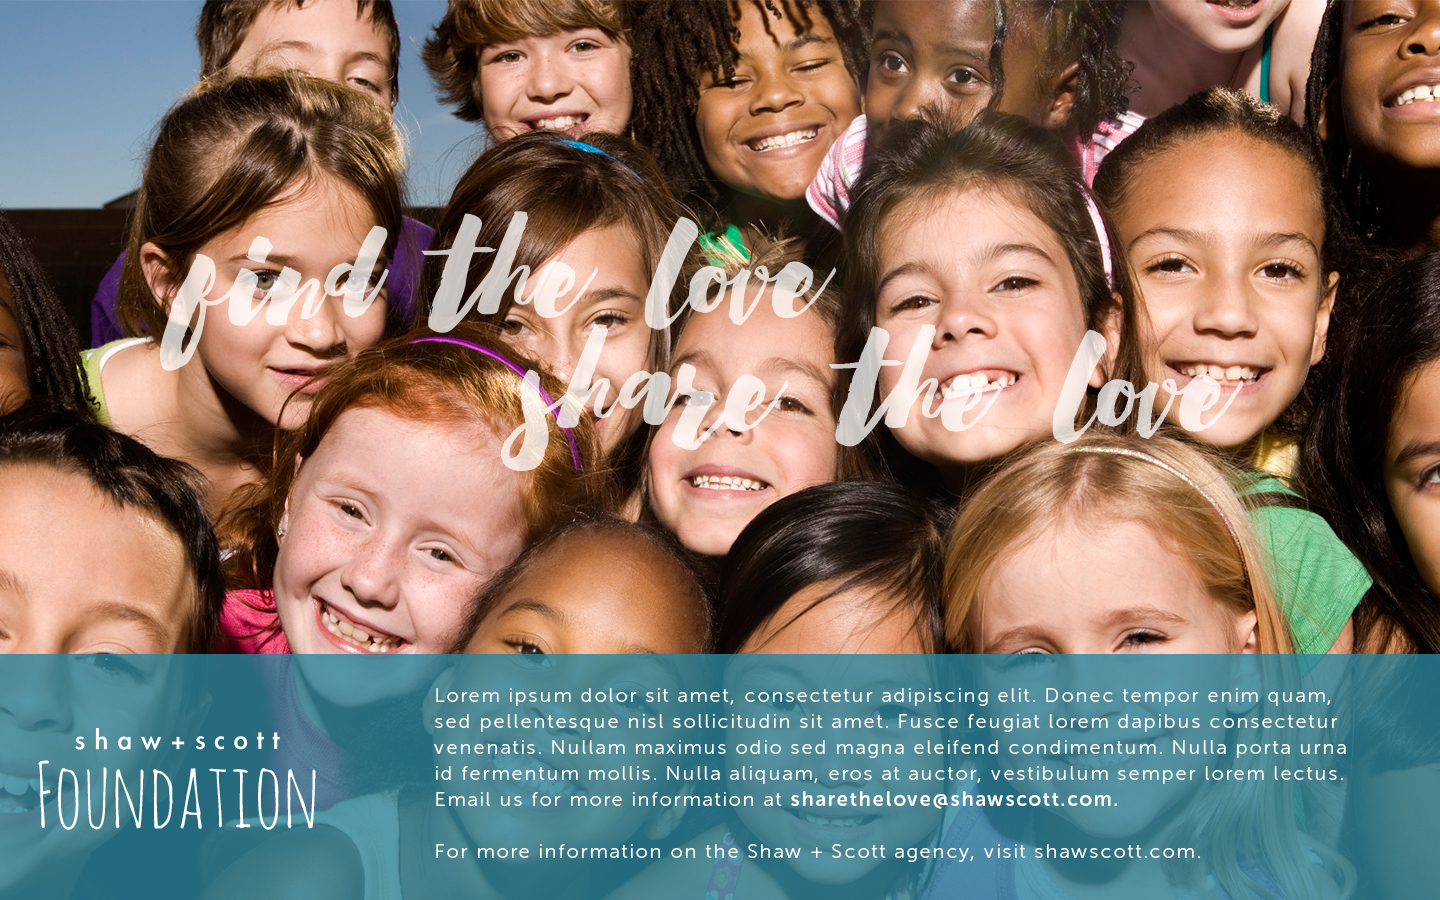 find the love
share the love
shaw+scott
FOUNDATION
Lorem ipsum dolor sit amet, consectetur adipiscing elit. Donec tempor enim quam,
sed pellentesque nisl sollicitudin sit amet. Fusce feugiat lorem dapibus consectetur
venenatis. Nullam maximus odio sed magna eleifend condimentum. Nulla porta urna
id fermentum mollis. Nulla aliquam, eros at auctor, vestibulum semper lorem lectus.
Email us for more information at sharethelove@shawscott.com.
For more information on the Shaw + Scott agency, visit shawscott.com.